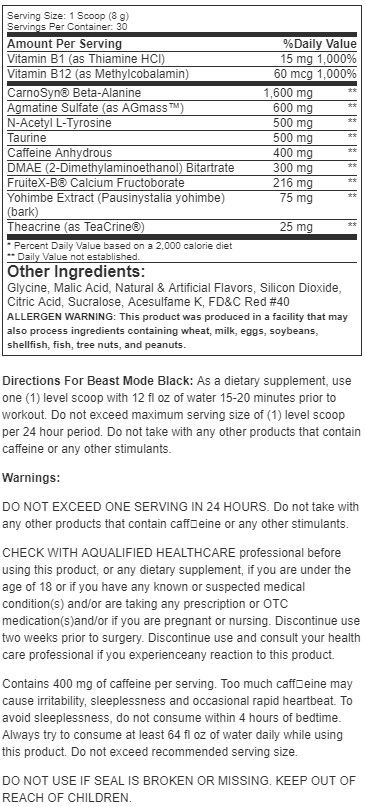 Serving Size: 1 Scoop (8 g)
Servings Per Container: 30
Amount Per Serving %Daily Value
Vitamin B1 (as Thiamine HCl) 15 mg 1,000%
Vitamin B12 (as Methylcobalamin) 60 mcg 1,000%
CarnoSyn® Beta-Alanine 1,600 mg **
Agmatine Sulfate (as AGmass™) 600 mg **
N-Acetyl L-Tyrosine 500 mg **
Taurine 500 mg **
Caffeine Anhydrous 400 mg **
DMAE (2-Dimethylaminoethanol) Bitartrate 300 mg **
FruiteX-B® Calcium Fructoborate 216 mg **
Yohimbe Extract (Pausinystalia yohimbe) 75 mg **
(bark)
Theacrine (as TeaCrine®) 25 mg **
* Percent Daily Value based on a 2,000 calorie diet
** Daily Value not established.
Other Ingredients:
Glycine, Malic Acid, Natural & Artificial Flavors, Silicon Dioxide,
Citric Acid, Sucralose, Acesulfame K, FD&C Red #40
ALLERGEN WARNING: This product was produced in a facility that may
also process ingredients containing wheat, milk, eggs, soybeans,
shellfish, fish, tree nuts, and peanuts.
Directions For Beast Mode Black: As a dietary supplement, use
one (1) level scoop with 12 fl oz of water 15-20 minutes prior to
workout. Do not exceed maximum serving size of (1) level scoop
per 24 hour period. Do not take with any other products that contain
caffeine or any other stimulants.
Warnings:
DO NOT EXCEED ONE SERVING IN 24 HOURS. Do not take with
any other products that contain caff□eine or any other stimulants.
CHECK WITH AQUALIFIED HEALTHCARE professional before
using this product, or any dietary supplement, if you are under the
age of 18 or if you have any known or suspected medical
condition(s) and/or are taking any prescription or OTC
medication(s)and/or if you are pregnant or nursing. Discontinue use
two weeks prior to surgery. Discontinue use and consult your health
care professional if you experienceany reaction to this product.
Contains 400 mg of caffeine per serving. Too much caff□eine may
cause irritability, sleeplessness and occasional rapid heartbeat. To
avoid sleeplessness, do not consume within 4 hours of bedtime.
Always try to consume at least 64 fl oz of water daily while using
this product. Do not exceed recommended serving size.
DO NOT USE IF SEAL IS BROKEN OR MISSING. KEEP OUT OF
REACH OF CHILDREN.